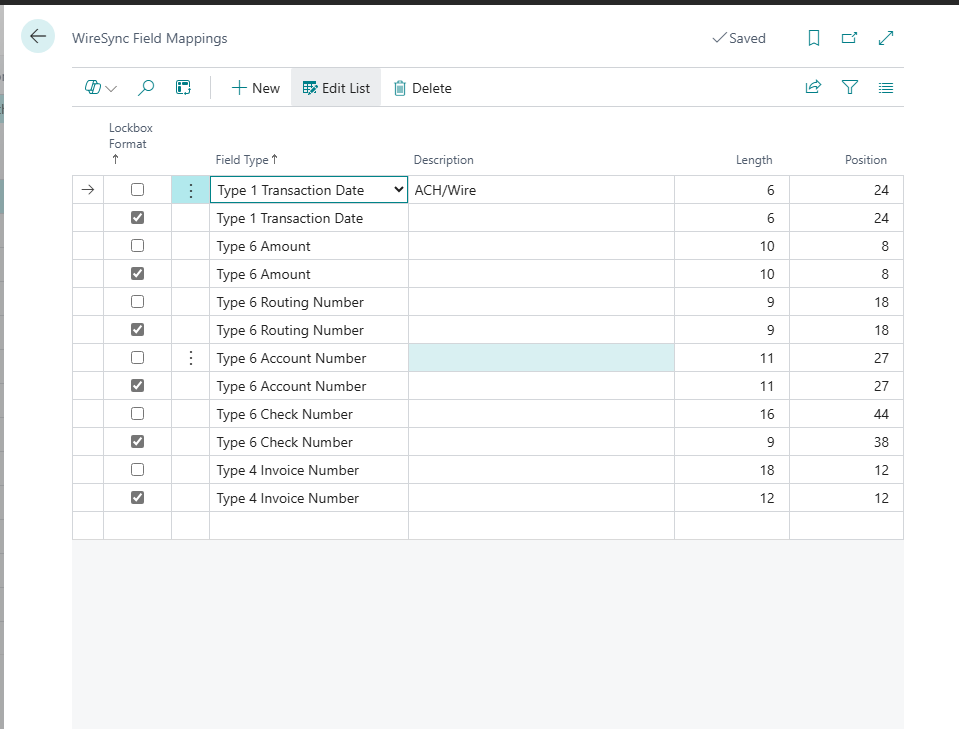 WireSync Field Mappings
Saved
New Edit List Delete
Lockbox
Format
↑ Field Type ↑ Description Length Position
Type 1 Transaction Date ACH/Wire 6 24
Type 1 Transaction Date 6 24
Type 6 Amount 10 8
Type 6 Amount 10 8
Type 6 Routing Number 9 18
Type 6 Routing Number 9 18
Type 6 Account Number 11 27
Type 6 Account Number 11 27
Type 6 Check Number 16 44
Type 6 Check Number 9 38
Type 4 Invoice Number 18 12
Type 4 Invoice Number 12 12